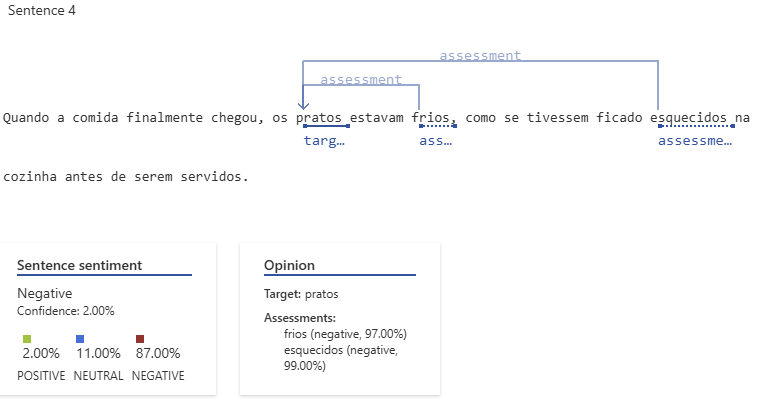 Sentence 4
assessment
assessment
Quando a comida finalmente chegou, os pratos estavam frios, como se tivessem ficado esquecidos na
targ… ass… assessme…
cozinha antes de serem servidos.
Sentence sentiment
Negative
Confidence: 2.00%
2.00% 11.00% 87.00%
POSITIVE NEUTRAL NEGATIVE
Opinion
Target: pratos
Assessments:
frios (negative, 97.00%)
esquecidos (negative,
99.00%)